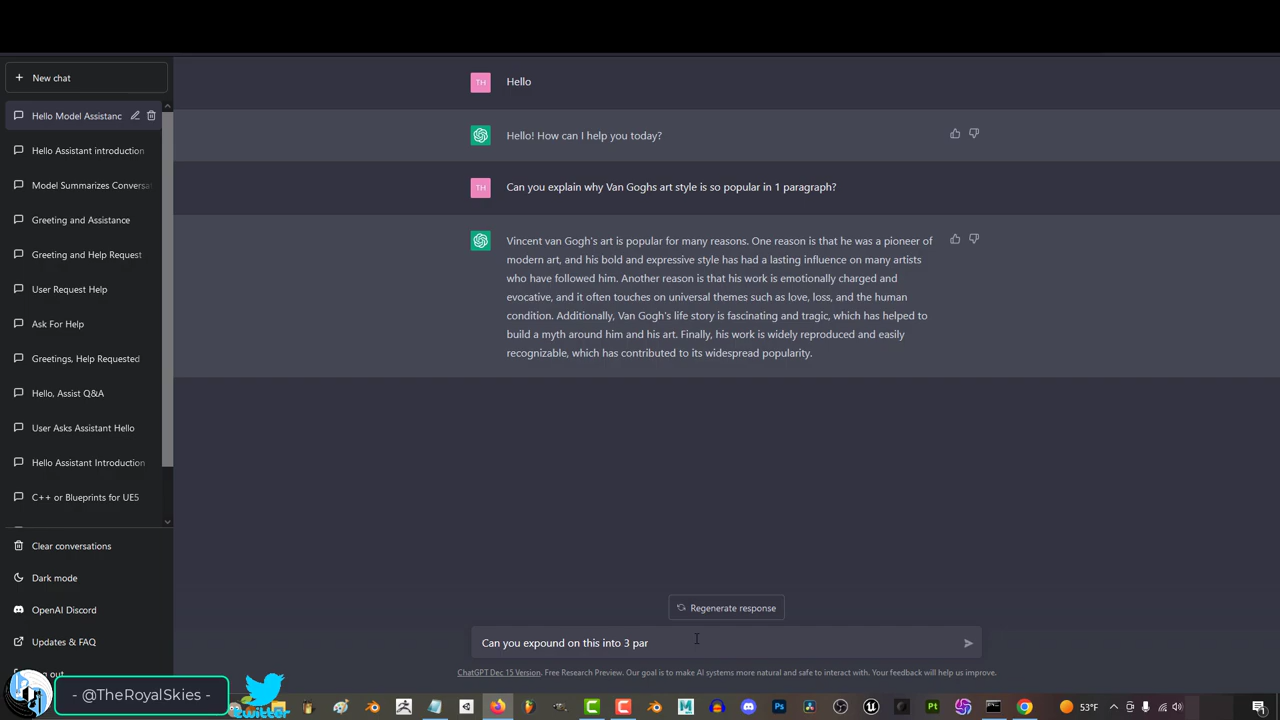 New chat
Hello Model Assistanc
Hello Assistant introduction
Model Summarizes Conversa
Greeting and Assistance
Greeting and Help Request
User Request Help
Ask For Help
Greetings, Help Requested
Hello, Assist Q&A
User Asks Assistant Hello
Hello Assistant Introduction
C++ or Blueprints for UE5
Clear conversations
Dark mode
OpenAI Discord
Updates & FAQ
out
- @TheRoyalSkies -
twitter
TH
Hello
Hello! How can I help you today?
TH
Can you explain why Van Goghs art style is so popular in 1 paragraph?
Vincent van Gogh's art is popular for many reasons. One reason is that he was a pioneer of
modern art, and his bold and expressive style has had a lasting influence on many artists
who have followed him. Another reason is that his work is emotionally charged and
evocative, and it often touches on universal themes such as love, loss, and the human
condition. Additionally, Van Gogh's life story is fascinating and tragic, which has helped to
build a myth around him and his art. Finally, his work is widely reproduced and easily
recognizable, which has contributed to its widespread popularity.
Regenerate response
Can you expound on this into 3 par
ChatGPT Dec 15 Version. Free Research Preview. Our goal is to make AI systems more natural and safe to interact with. Your feedback will help us improve.
Ps
Pt
53°F